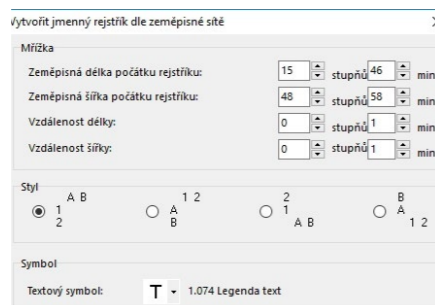 Vytvořit jmenný rejstřík dle zeměpisné sítě
Mřížka
Zeměpisná délka počátku rejstříku: 15 stupňů 46 min
Zeměpisná šířka počátku rejstříku: 48 stupňů 58 min
Vzdálenost délky: 0 stupňů 1 min
Vzdálenost šířky: 0 stupňů 1 min
Styl
A B 1 2 2 B
1 A 1 A
2 B A B 1 2
Symbol
Textový symbol: T 1.074 Legenda text